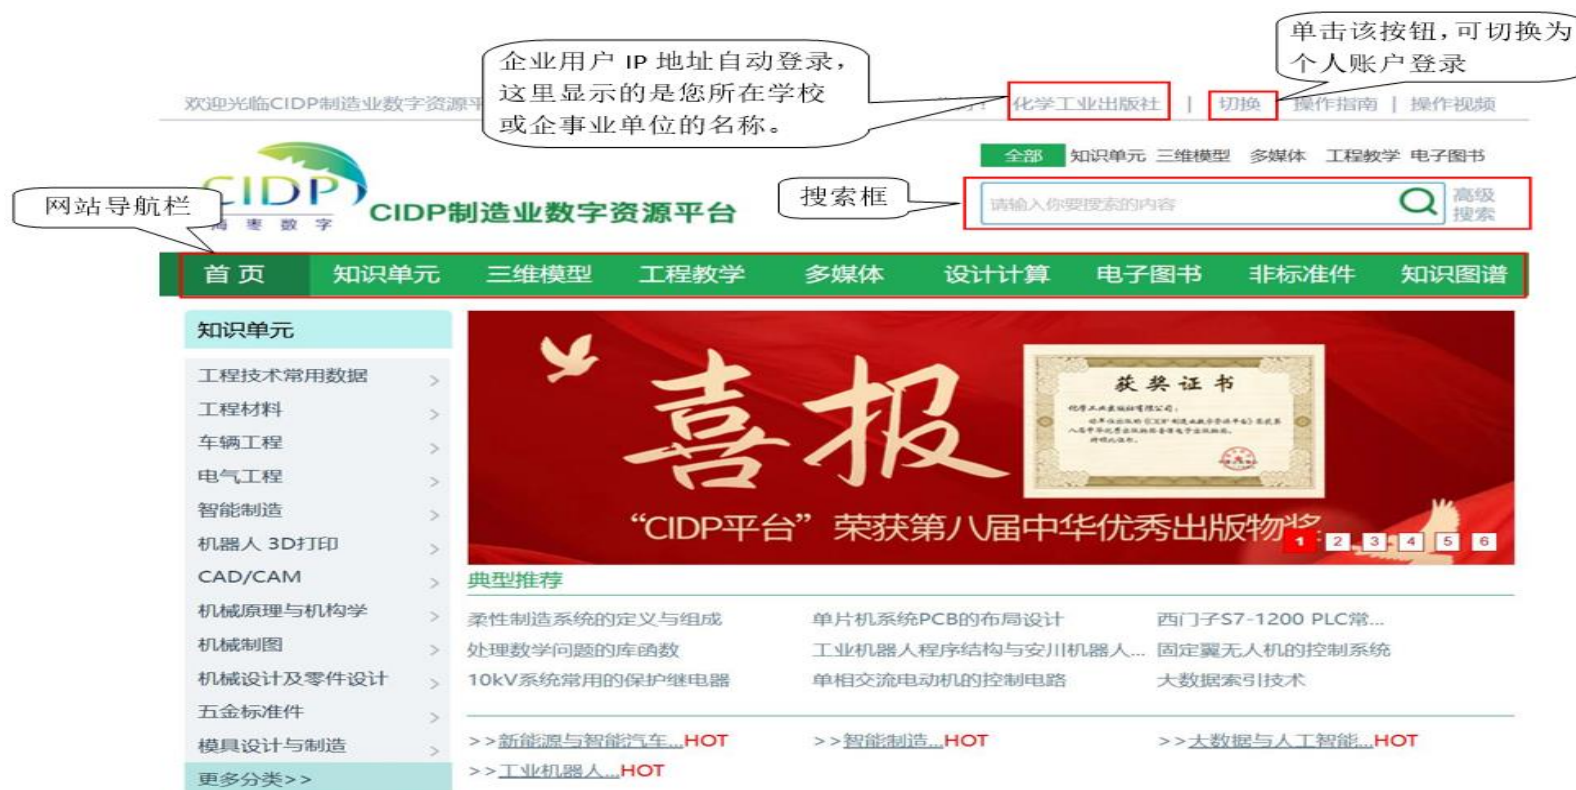 单击该按钮，可切换为
个人账户登录
企业用户 IP 地址自动登录，
这里显示的是您所在学校
或企事业单位的名称。
欢迎光临CIDP制造业数字资源平
化学工业出版社 | 切换 操作指南 | 操作视频
全部 知识单元 三维模型 多媒体 工程教学 电子图书
网站导航栏
CIDP
海枣数字
CIDP制造业数字资源平台
搜索框
请输入你要搜索的内容
高级
搜索
首页 知识单元 三维模型 工程教学 多媒体 设计计算 电子图书 非标准件 知识图谱
知识单元
工程技术常用数据 >
工程材料 >
车辆工程 >
电气工程 >
智能制造 >
机器人 3D打印 >
CAD/CAM >
机械原理与机构学 >
机械制图 >
机械设计及零件设计 >
五金标准件 >
模具设计与制造 >
更多分类>>
喜报
获奖证书
化学工业出版社有限公司：
“CIDP平台”荣获第八届中华优秀出版物奖
1 2 3 4 5 6
典型推荐
柔性制造系统的定义与组成 单片机系统PCB的布局设计 西门子S7-1200 PLC常...
处理数学问题的库函数 工业机器人程序结构与安川机器人... 固定翼无人机的控制系统
10kV系统常用的保护继电器 单相交流电动机的控制电路 大数据索引技术
>>新能源与智能汽车...HOT >>智能制造...HOT >>大数据与人工智能...HOT
>>工业机器人...HOT